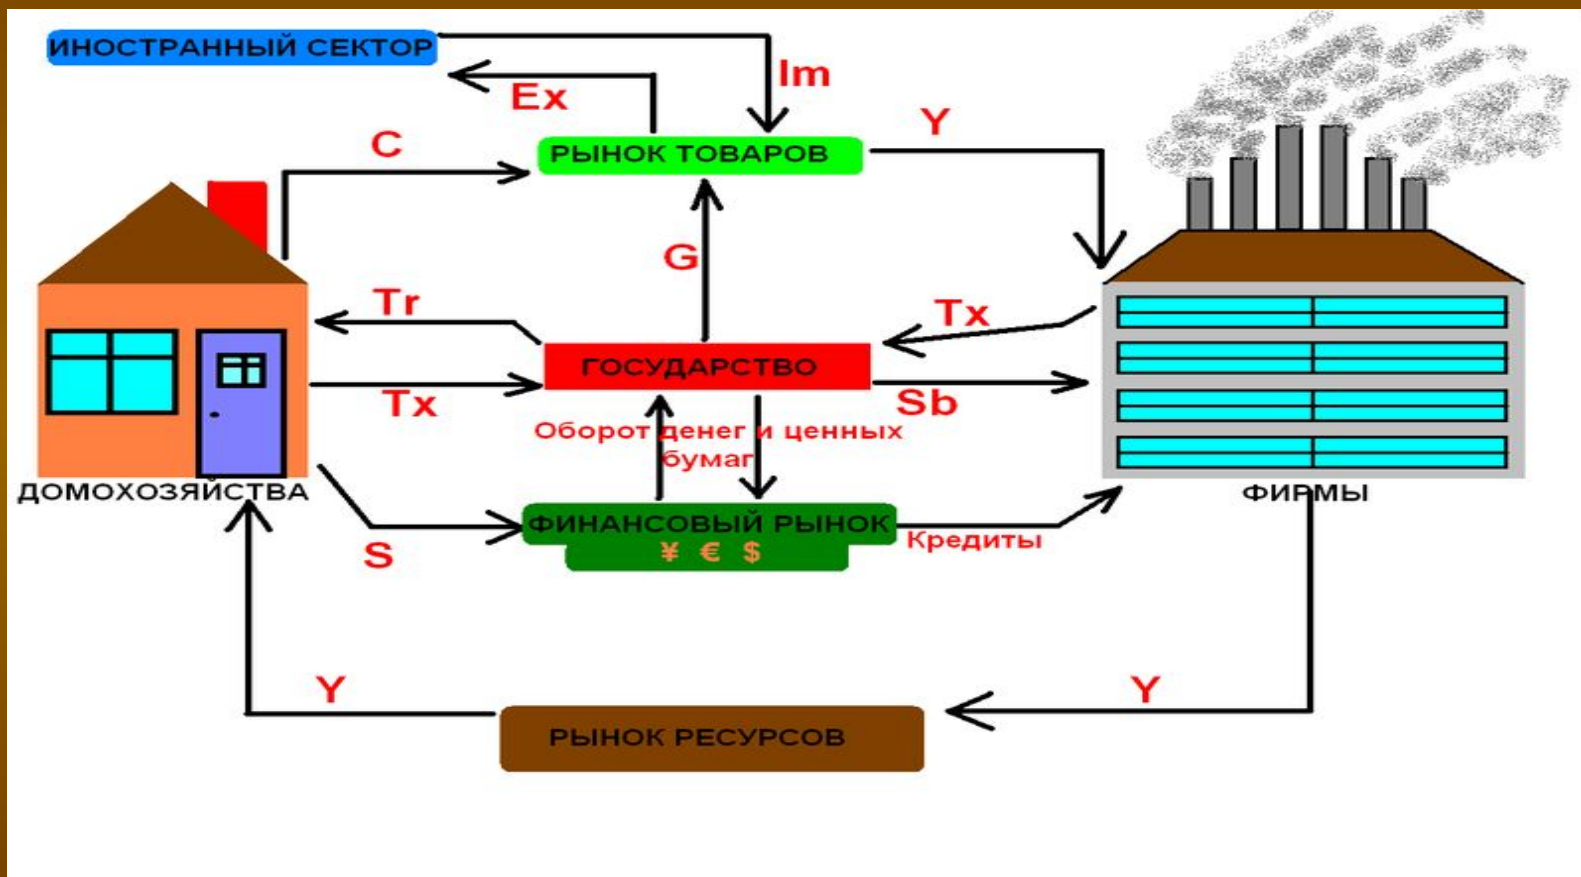 ИНОСТРАННЫЙ СЕКТОР
Im
Ex
Y
C
РЫНОК ТОВАРОВ
G
Tr
Tx
ГОСУДАРСТВО
Tx
Sb
Оборот денег и ценных
бумаг
ДОМОХОЗЯЙСТВА
ФИРМЫ
ФИНАНСОВЫЙ РЫНОК
¥ € $
S
Кредиты
Y
Y
РЫНОК РЕСУРСОВ